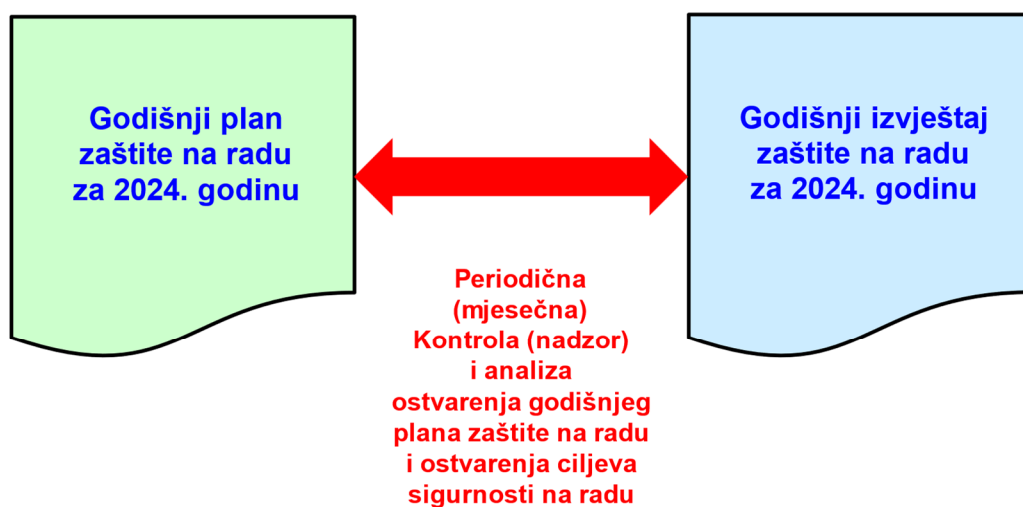 Godišnji plan
zaštite na radu
za 2024. godinu
Godišnji izvještaj
zaštite na radu
za 2024. godinu
Periodična
(mjesečna)
Kontrola (nadzor)
i analiza
ostvarenja godišnjeg
plana zaštite na radu
i ostvarenja ciljeva
sigurnosti na radu